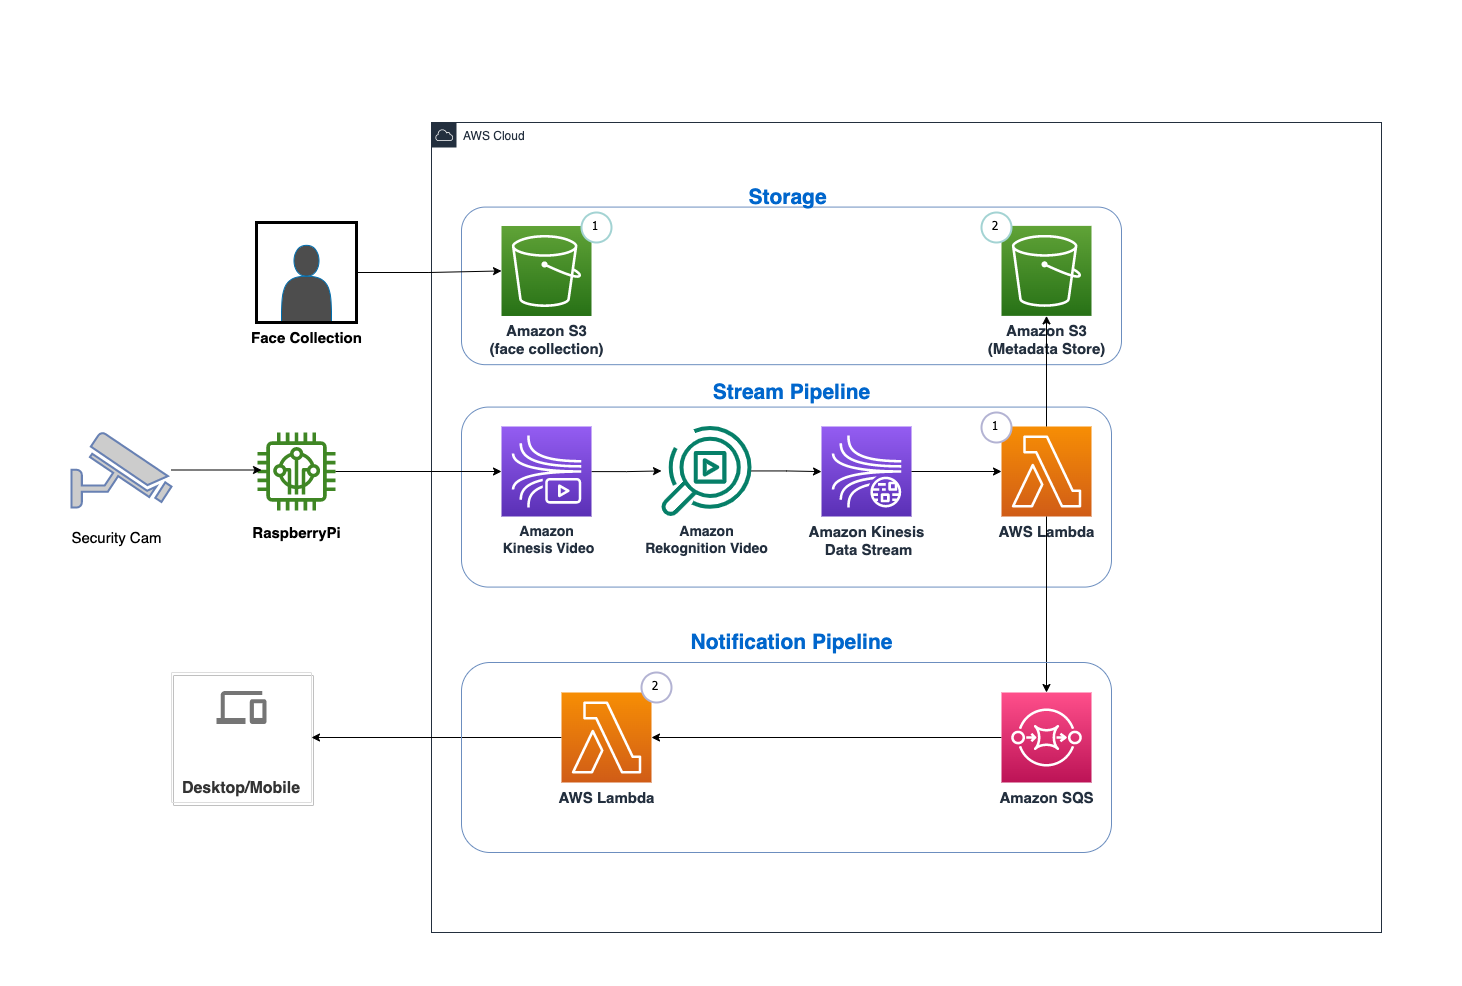 AWS Cloud
Storage
1
2
Amazon S3
(face collection)
Amazon S3
(Metadata Store)
Face Collection
Stream Pipeline
1
Security Cam
RaspberryPi
Amazon
Kinesis Video
Amazon
Rekognition Video
Amazon Kinesis
Data Stream
AWS Lambda
Notification Pipeline
2
Desktop/Mobile
AWS Lambda
Amazon SQS